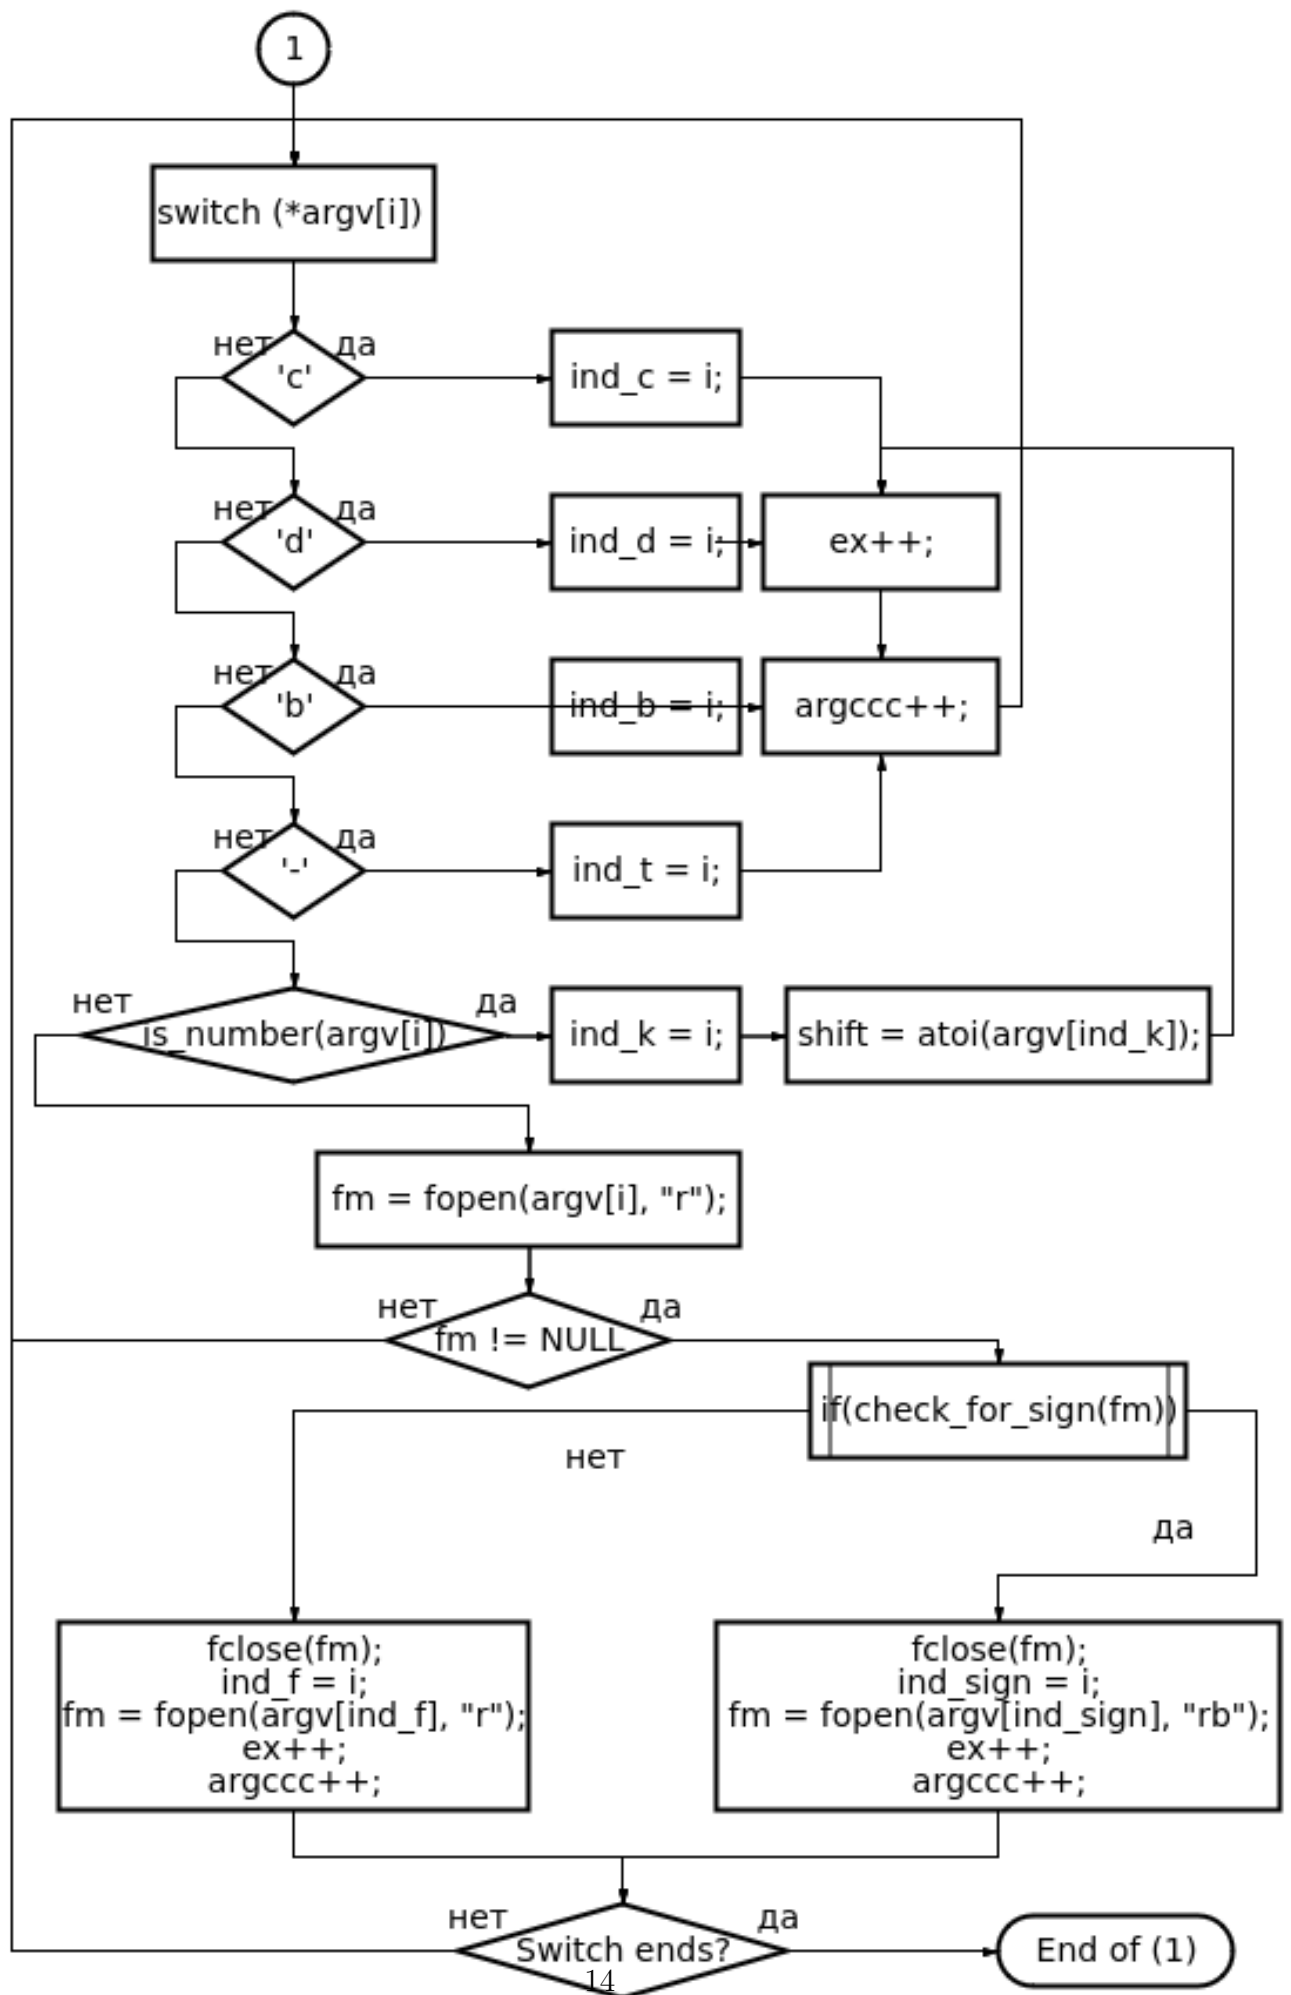 1
switch (*argv[i])
нет
да
'c'
ind_c = i;
нет
да
'd'
ind_d = i;
ex++;
нет
да
'b'
ind_b = i;
argccc++;
нет
да
'-'
ind_t = i;
нет
да
is_number(argv[i])
ind_k = i;
shift = atoi(argv[ind_k]);
fm = fopen(argv[i], "r");
нет
да
fm != NULL
if(check_for_sign(fm))
нет
да
fclose(fm);
ind_f = i;
fm = fopen(argv[ind_f], "r");
ex++;
argccc++;
fclose(fm);
ind_sign = i;
fm = fopen(argv[ind_sign], "rb");
ex++;
argccc++;
нет
да
Switch ends?
End of (1)
14